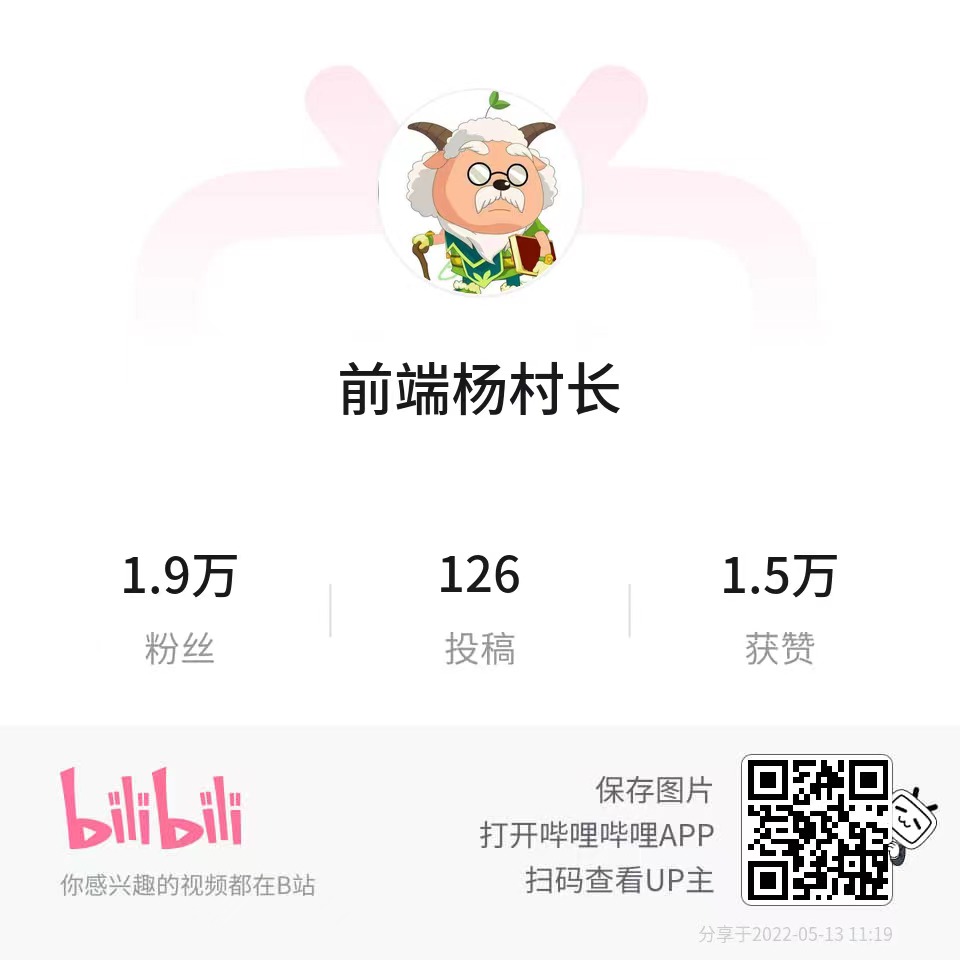 前端杨村长
1.9万
粉丝
126
投稿
1.5万
获赞
bilibili
你感兴趣的视频都在B站
保存图片
打开哔哩哔哩APP
扫码查看UP主
分享于2022-05-13 11:19